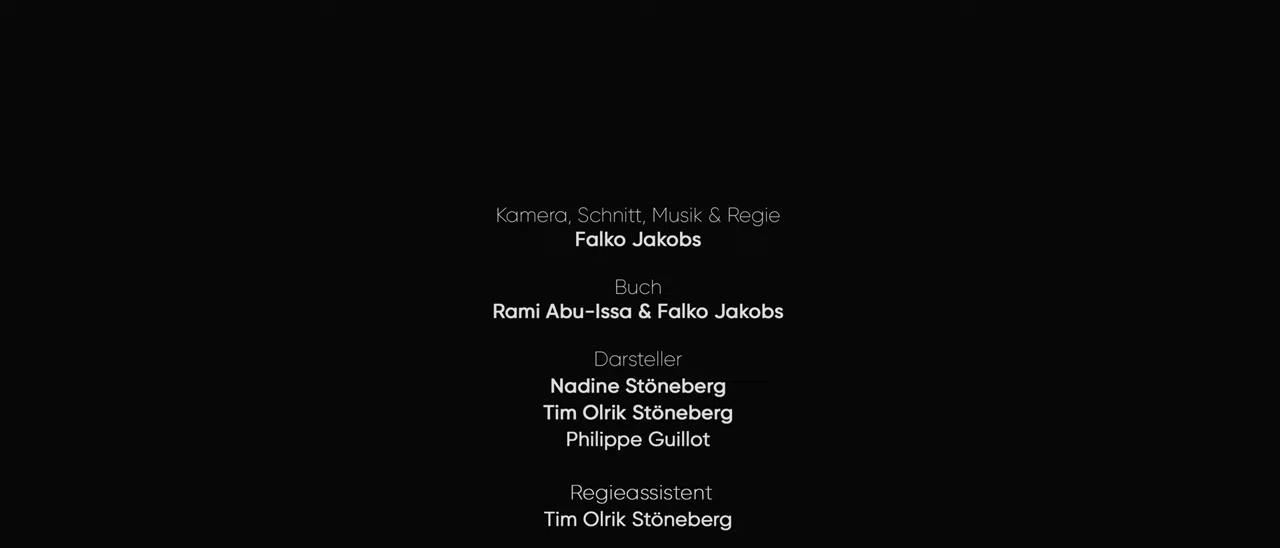 Kamera, Schnitt, Musik & Regie
Falko Jakobs
Buch
Rami Abu-Issa & Falko Jakobs
Darsteller
Nadine Stöneberg
Tim Olrik Stöneberg
Philippe Guillot
Regieassistent
Tim Olrik Stöneberg